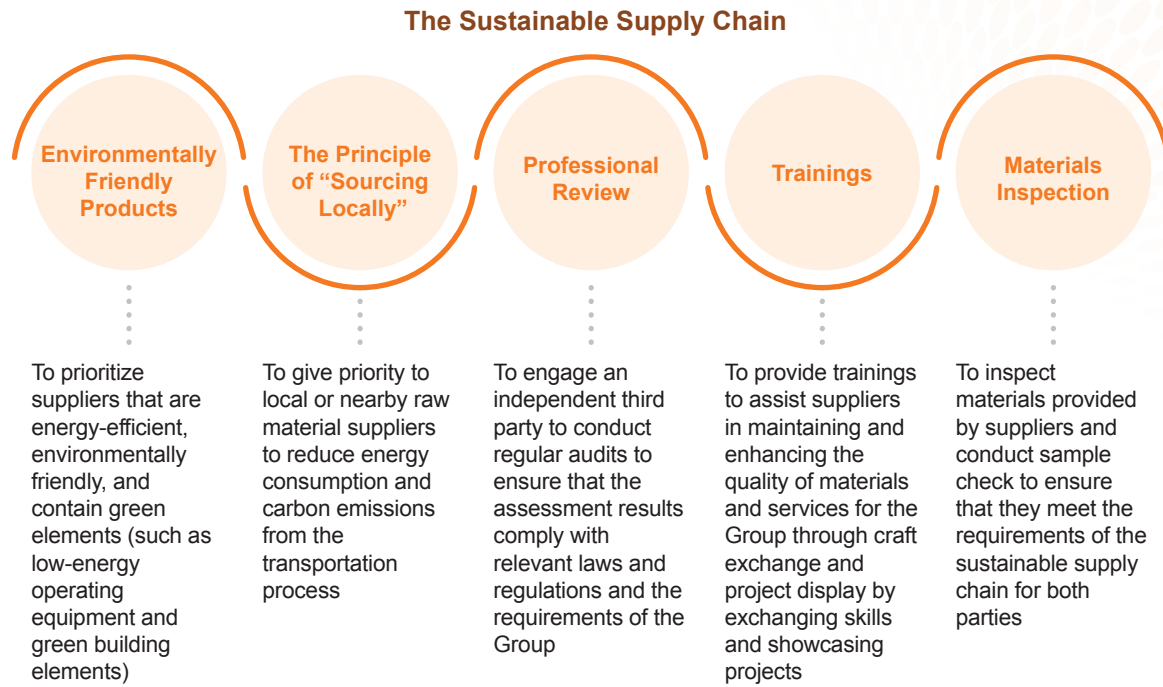 The Sustainable Supply Chain
Environmentally
Friendly
Products
The Principle
of “Sourcing
Locally”
Professional
Review
Trainings
Materials
Inspection
To prioritize
suppliers that are
energy-efficient,
environmentally
friendly, and
contain green
elements (such as
low-energy
operating
equipment and
green building
elements)
To give priority to
local or nearby raw
material suppliers
to reduce energy
consumption and
carbon emissions
from the
transportation
process
To engage an
independent third
party to conduct
regular audits to
ensure that the
assessment results
comply with
relevant laws and
regulations and the
requirements of the
Group
To provide trainings
to assist suppliers
in maintaining and
enhancing the
quality of materials
and services for the
Group through craft
exchange and
project display by
exchanging skills
and showcasing
projects
To inspect
materials provided
by suppliers and
conduct sample
check to ensure
that they meet the
requirements of the
sustainable supply
chain for both
parties